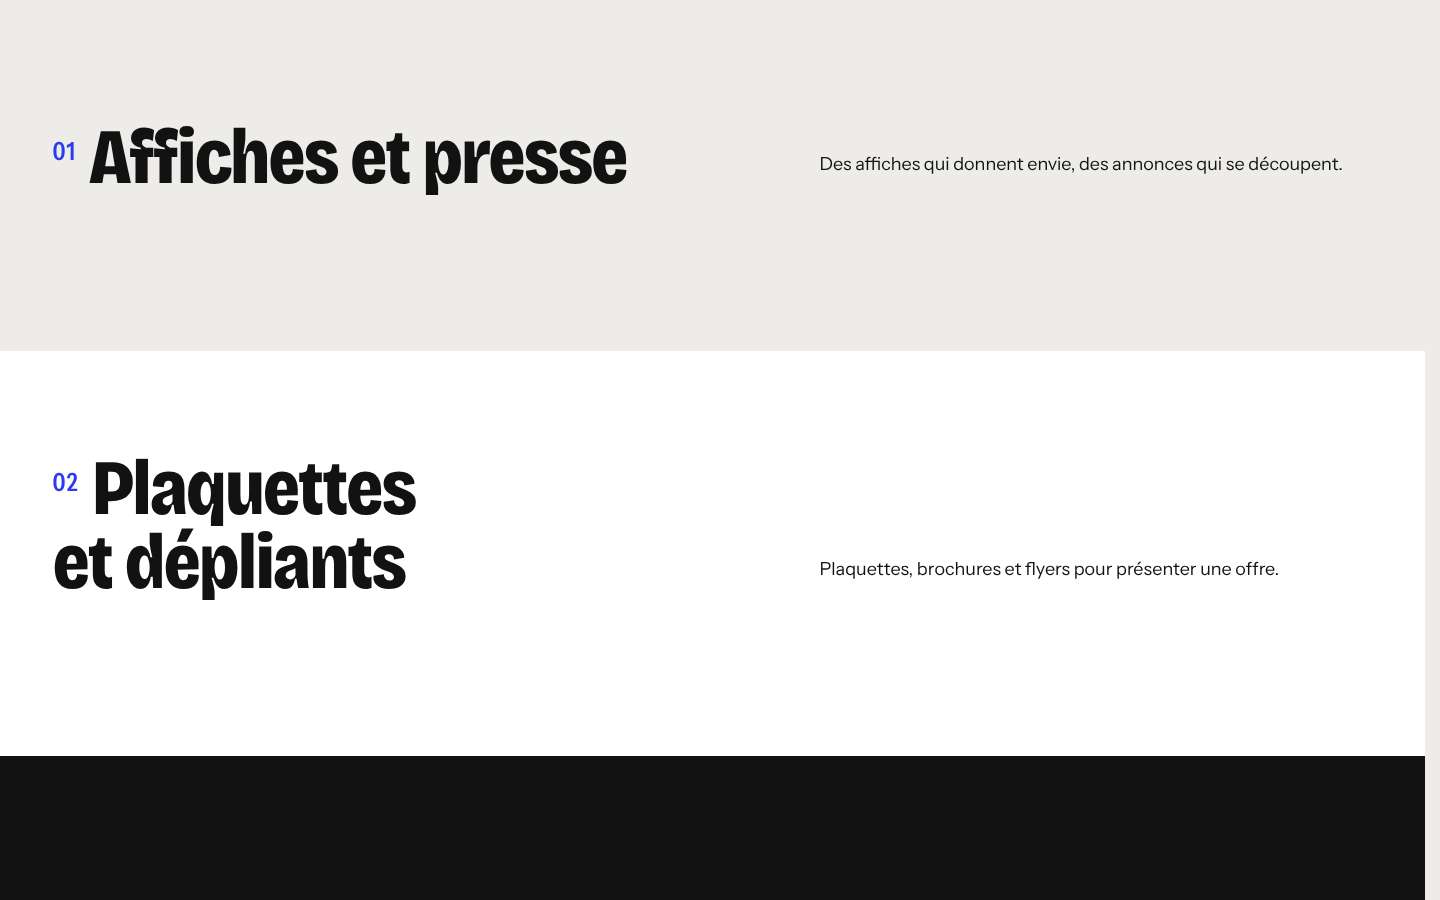 01 Affiches et presse
Des affiches qui donnent envie, des annonces qui se découpent.
02 Plaquettes
et dépliants
Plaquettes, brochures et flyers pour présenter une offre.